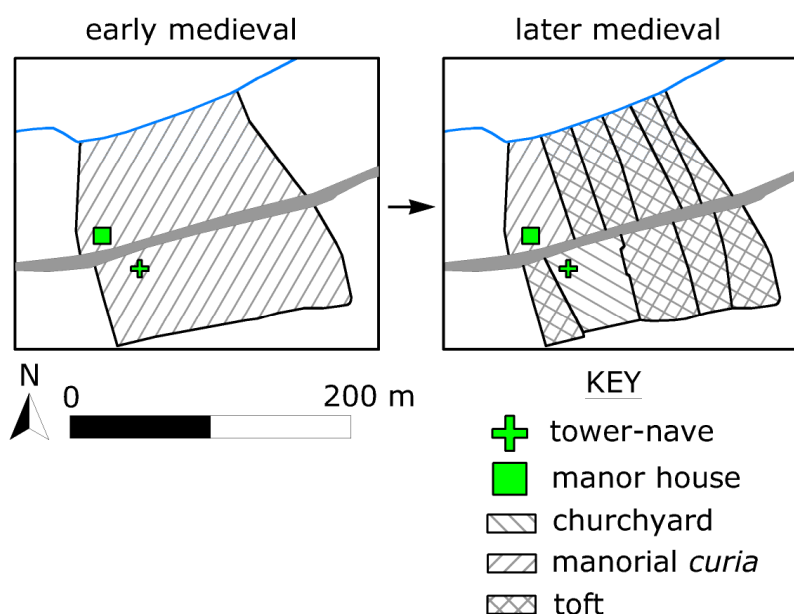 early medieval
later medieval
N
0
200 m
KEY
tower-nave
manor house
churchyard
manorial curia
toft